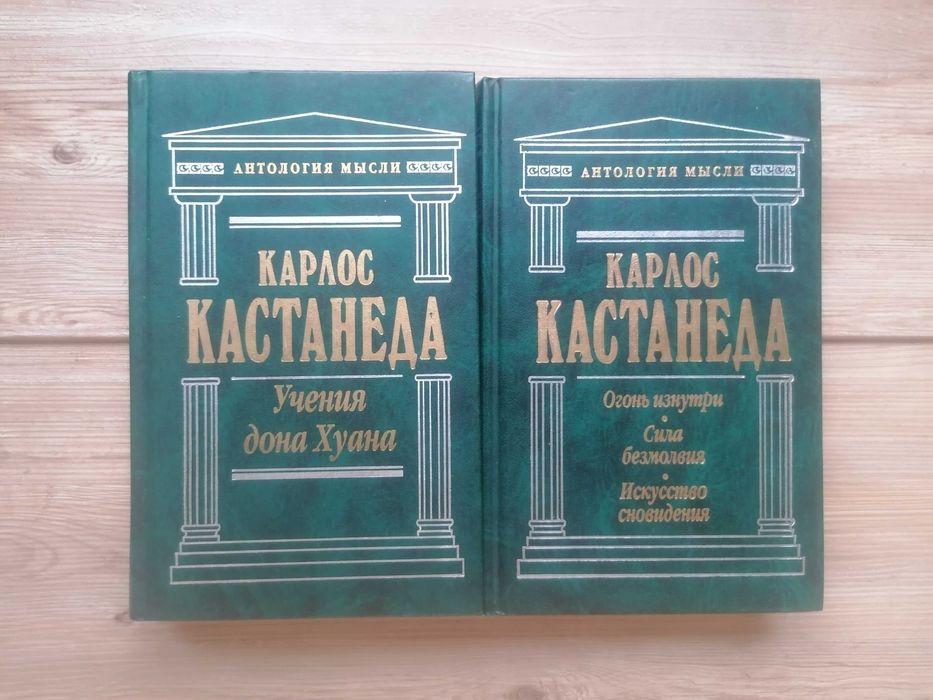 АНТОЛОГИЯ МЫСЛИ
КАРЛОС
КАСТАНЕДА
Учения
дона Хуана
АНТОЛОГИЯ МЫСЛИ
КАРЛОС
КАСТАНЕДА
Огонь изнутри
•
Сила
безмолвия
•
Искусство
сновидения